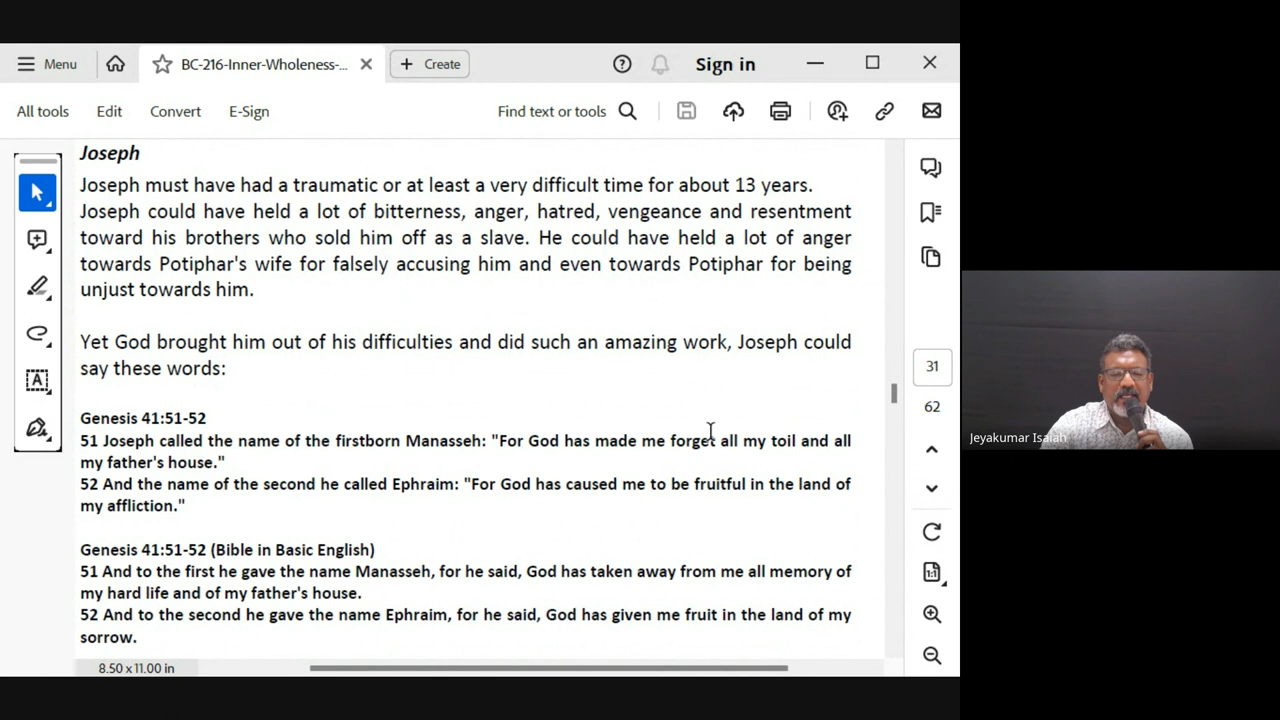 Menu
BC-216-Inner-Wholeness-...
Create
Sign in
All tools
Edit
Convert
E-Sign
Find text or tools
Joseph
Joseph must have had a traumatic or at least a very difficult time for about 13 years.
Joseph could have held a lot of bitterness, anger, hatred, vengeance and resentment
toward his brothers who sold him off as a slave. He could have held a lot of anger
towards Potiphar's wife for falsely accusing him and even towards Potiphar for being
unjust towards him.
Yet God brought him out of his difficulties and did such an amazing work, Joseph could
say these words:
Genesis 41:51-52
51 Joseph called the name of the firstborn Manasseh: "For God has made me forget all my toil and all
my father's house."
52 And the name of the second he called Ephraim: "For God has caused me to be fruitful in the land of
my affliction."
Genesis 41:51-52 (Bible in Basic English)
51 And to the first he gave the name Manasseh, for he said, God has taken away from me all memory of
my hard life and of my father's house.
52 And to the second he gave the name Ephraim, for he said, God has given me fruit in the land of my
sorrow.
8.50 x 11.00 in
31
62
1:1
Jeyakumar Isaiah